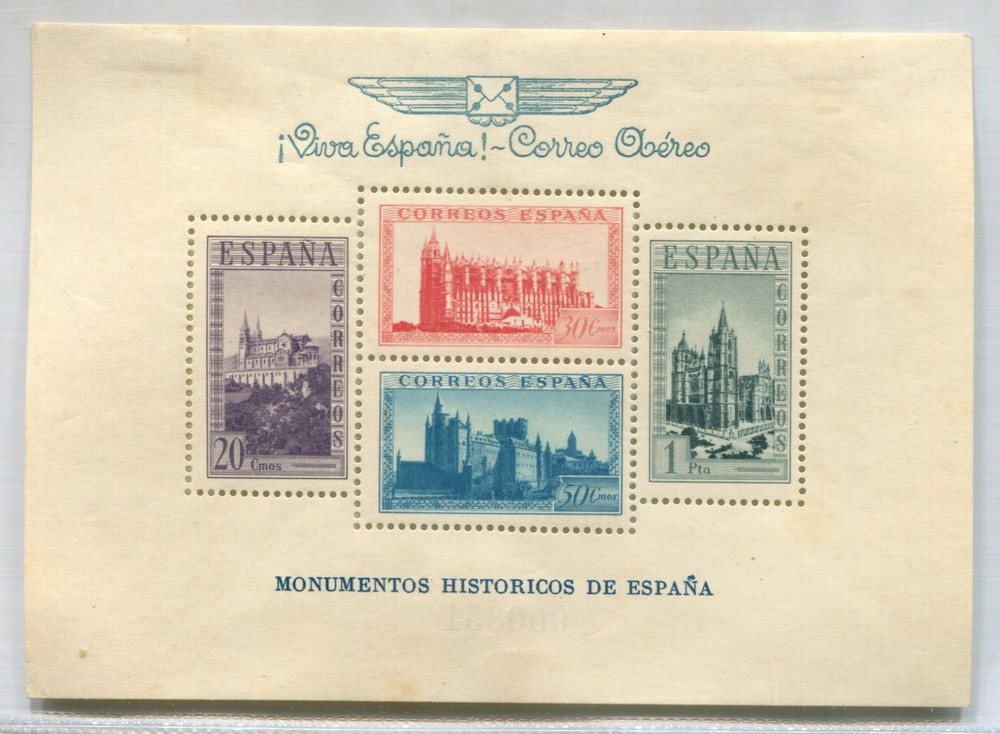 ¡Viva España!~Correo Aéreo
ESPAÑA
CORREOS
20 Cmos
CORREOS ESPAÑA
30 Cmos
CORREOS ESPAÑA
50 Cmos
ESPAÑA
CORREOS
1 Pta
MONUMENTOS HISTORICOS DE ESPAÑA